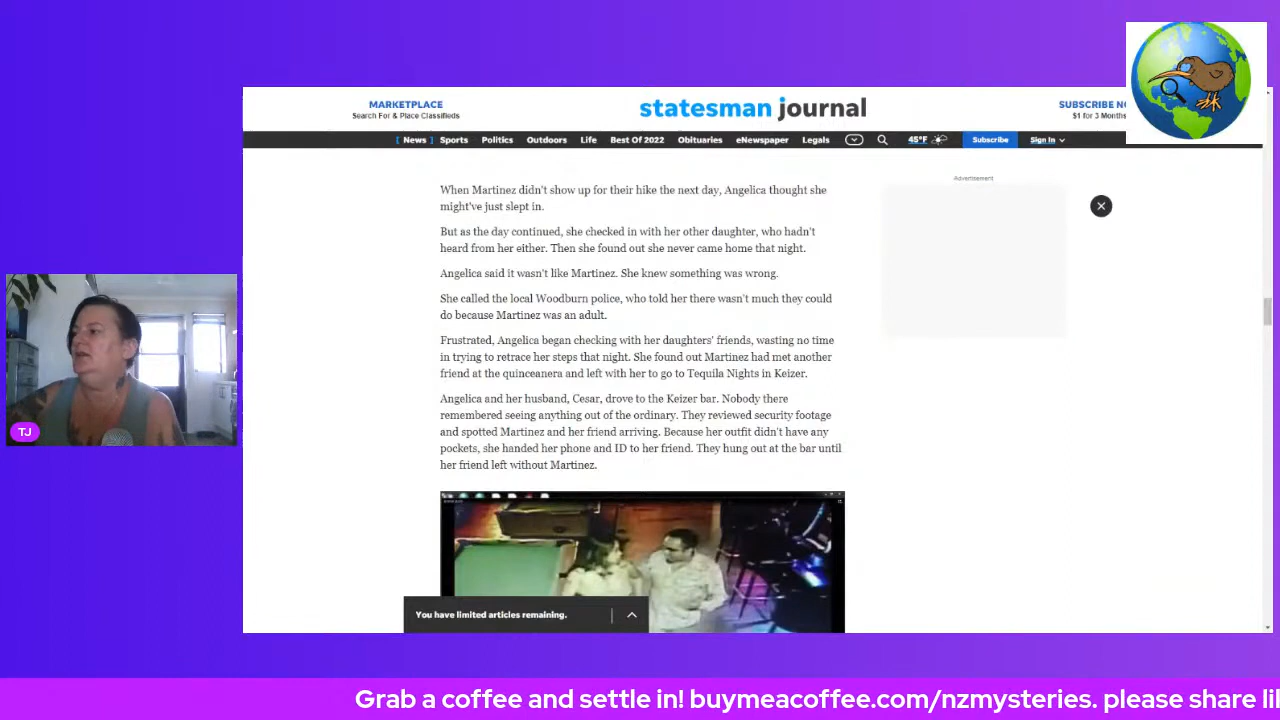 MARKETPLACE
Search For & Place Classifieds
statesman journal
SUBSCRIBE NO
$1 for 3 Months
[ News ] Sports Politics Outdoors Life Best Of 2022 Obituaries eNewspaper Legals 45°F Subscribe Sign In
Advertisement
When Martinez didn't show up for their hike the next day, Angelica thought she
might've just slept in.
But as the day continued, she checked in with her other daughter, who hadn't
heard from her either. Then she found out she never came home that night.
Angelica said it wasn't like Martinez. She knew something was wrong.
She called the local Woodburn police, who told her there wasn't much they could
do because Martinez was an adult.
Frustrated, Angelica began checking with her daughters' friends, wasting no time
in trying to retrace her steps that night. She found out Martinez had met another
friend at the quinceanera and left with her to go to Tequila Nights in Keizer.
Angelica and her husband, Cesar, drove to the Keizer bar. Nobody there
remembered seeing anything out of the ordinary. They reviewed security footage
and spotted Martinez and her friend arriving. Because her outfit didn't have any
pockets, she handed her phone and ID to her friend. They hung out at the bar until
her friend left without Martinez.
TJ
You have limited articles remaining.
Grab a coffee and settle in! buymeacoffee.com/nzmysteries. please share li